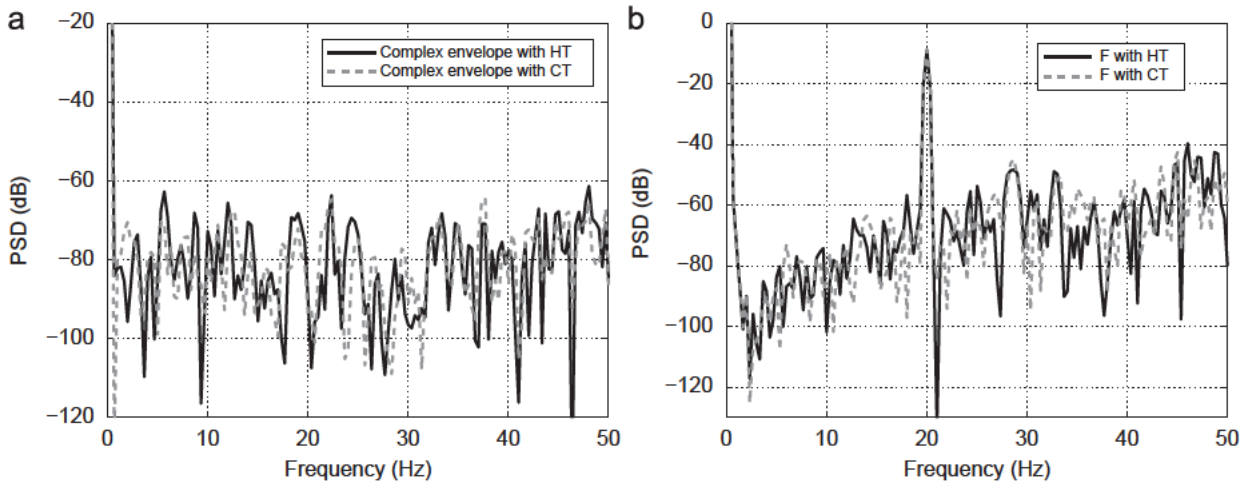 a
−20
−40
−60
−80
−100
−120
PSD (dB)
Complex envelope with HT
Complex envelope with CT
0 10 20 30 40 50
Frequency (Hz)
b
0
−20
−40
−60
−80
−100
−120
PSD (dB)
F with HT
F with CT
0 10 20 30 40 50
Frequency (Hz)